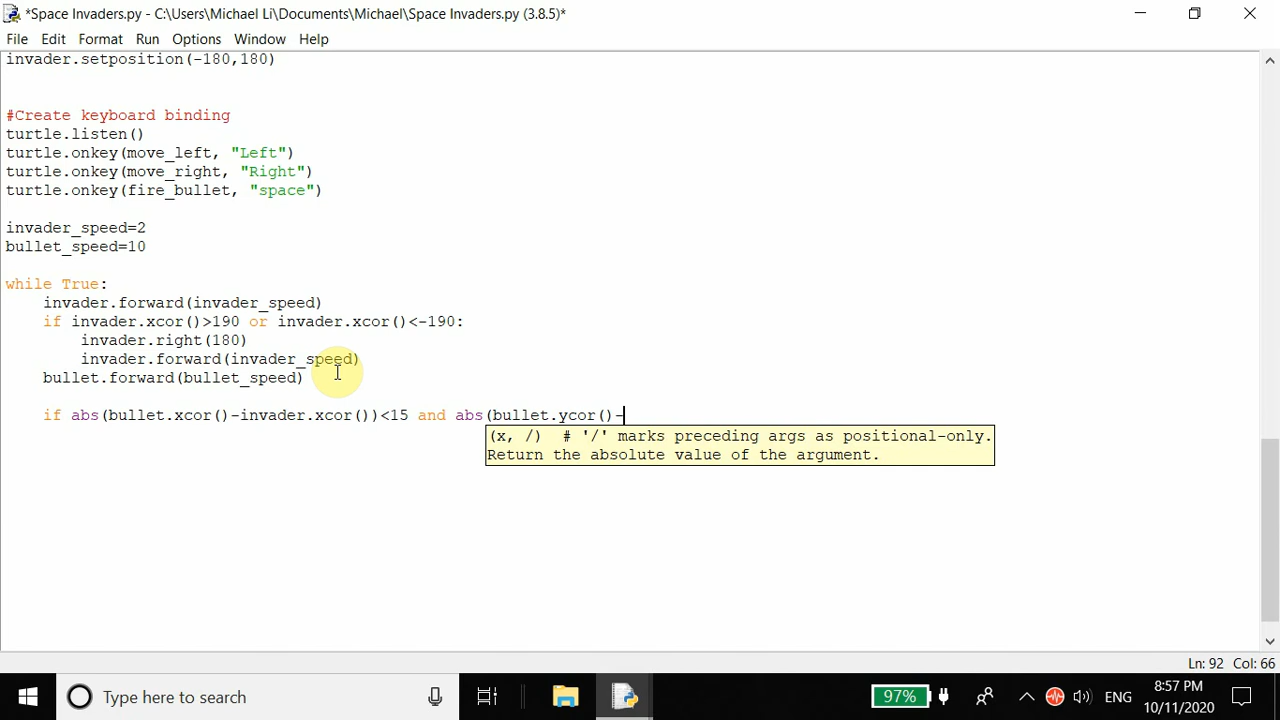 *Space Invaders.py - C:\Users\Michael Li\Documents\Michael\Space Invaders.py (3.8.5)*
File Edit Format Run Options Window Help
invader.setposition(-180,180)
#Create keyboard binding
turtle.listen()
turtle.onkey(move_left, "Left")
turtle.onkey(move_right, "Right")
turtle.onkey(fire_bullet, "space")
invader_speed=2
bullet_speed=10
while True:
    invader.forward(invader_speed)
    if invader.xcor()>190 or invader.xcor()<-190:
        invader.right(180)
        invader.forward(invader_speed)
    bullet.forward(bullet_speed)
    if abs(bullet.xcor()-invader.xcor())<15 and abs(bullet.ycor()-
(x, /)  # '/' marks preceding args as positional-only.
Return the absolute value of the argument.
Ln: 92 Col: 66
Type here to search
97%
ENG
8:57 PM
10/11/2020